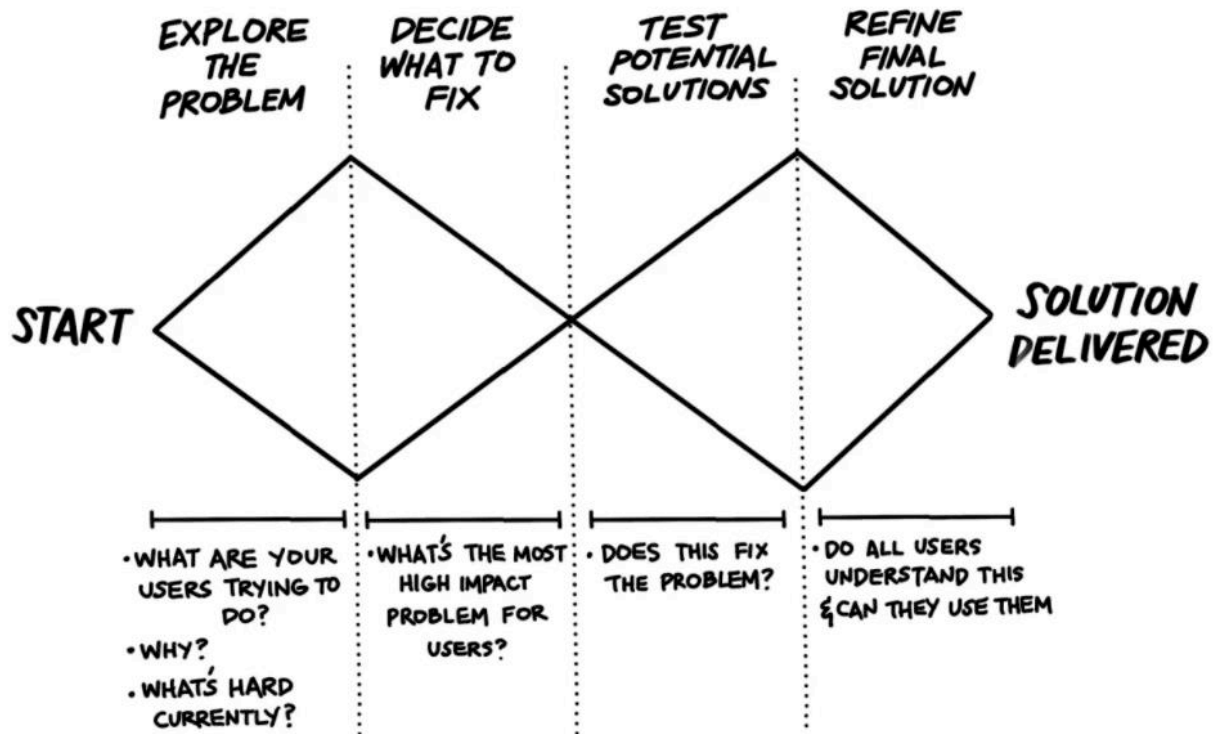 EXPLORE
THE
PROBLEM
DECIDE
WHAT TO
FIX
TEST
POTENTIAL
SOLUTIONS
REFINE
FINAL
SOLUTION
START
SOLUTION
DELIVERED
• WHAT ARE YOUR
USERS TRYING TO
DO?
• WHY?
• WHAT'S HARD
CURRENTLY?
• WHAT'S THE MOST
HIGH IMPACT
PROBLEM FOR
USERS?
• DOES THIS FIX
THE PROBLEM?
• DO ALL USERS
UNDERSTAND THIS
& CAN THEY USE THEM